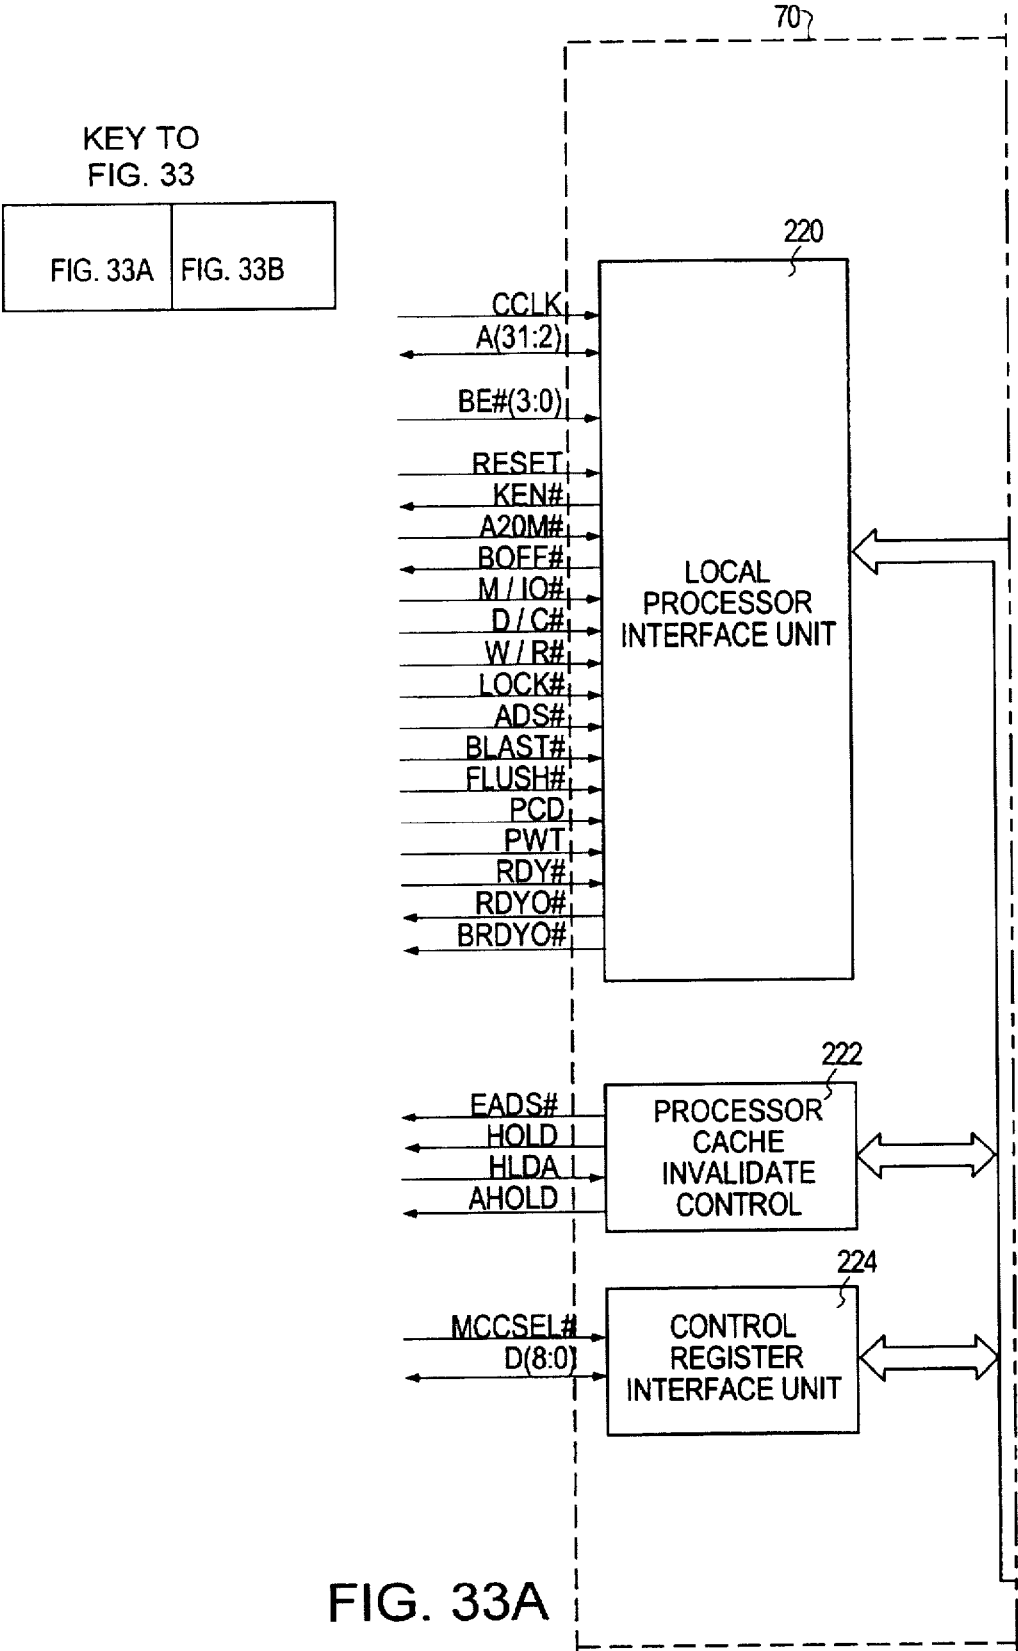 70
KEY TO
FIG. 33
FIG. 33A
FIG. 33B
220
CCLK
A(31:2)
BE#(3:0)
RESET
KEN#
A20M#
BOFF#
M / IO#
D / C#
W / R#
LOCK#
ADS#
BLAST#
FLUSH#
PCD
PWT
RDY#
RDYO#
BRDYO#
LOCAL
PROCESSOR
INTERFACE UNIT
222
EADS#
HOLD
HLDA
AHOLD
PROCESSOR
CACHE
INVALIDATE
CONTROL
224
MCCSEL#
D(8:0)
CONTROL
REGISTER
INTERFACE UNIT
FIG. 33A